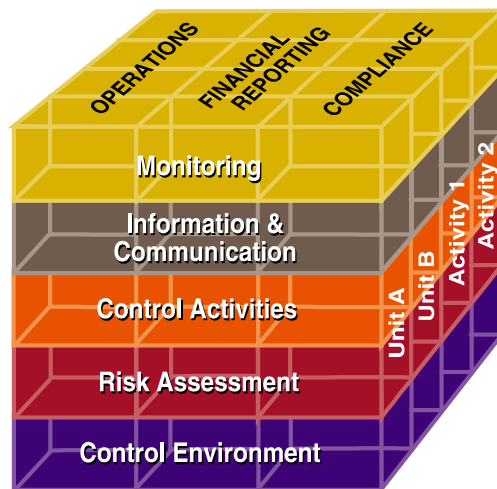 OPERATIONS
FINANCIAL
REPORTING
COMPLIANCE
Monitoring
Information &
Communication
Control Activities
Risk Assessment
Control Environment
Unit A
Unit B
Activity 1
Activity 2